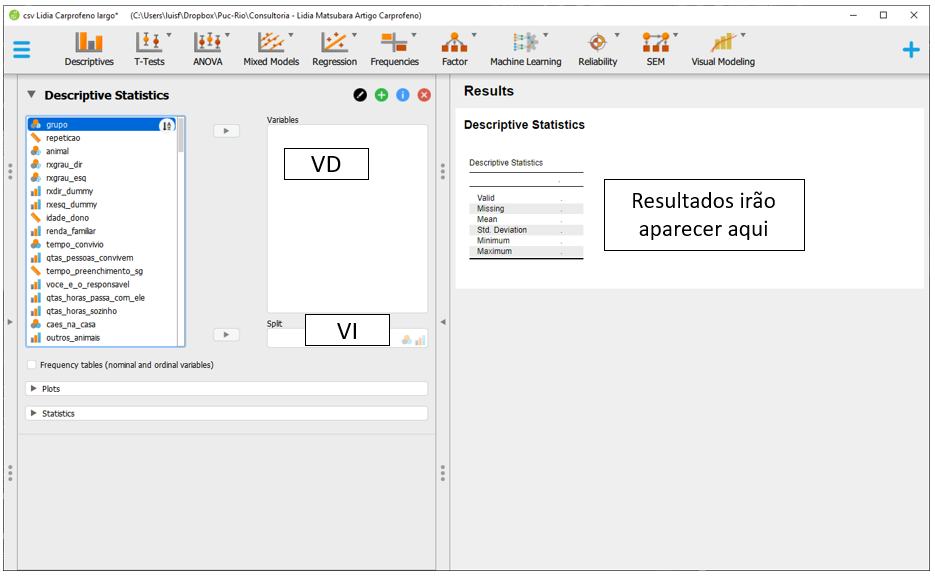 csv Lidia Carprofeno largo* (C:\Users\luisf\Dropbox\Puc-Rio\Consultoria - Lidia Matsubara Artigo Carprofeno)
Descriptives T-Tests ANOVA Mixed Models Regression Frequencies Factor Machine Learning Reliability SEM Visual Modeling
Descriptive Statistics
grupo
repeticao
animal
rxgrau_dir
rxgrau_esq
rxdir_dummy
rxesq_dummy
idade_dono
renda_familiar
tempo_convivio
qtas_pessoas_convivem
tempo_preenchimento_sg
voce_e_o_responsavel
qtas_horas_passa_com_ele
qtas_horas_sozinho
caes_na_casa
outros_animais
Variables
VD
Split
VI
Frequency tables (nominal and ordinal variables)
Plots
Statistics
Results
Descriptive Statistics
Descriptive Statistics
.
Valid .
Missing .
Mean .
Std. Deviation .
Minimum .
Maximum .
Resultados irão
aparecer aqui